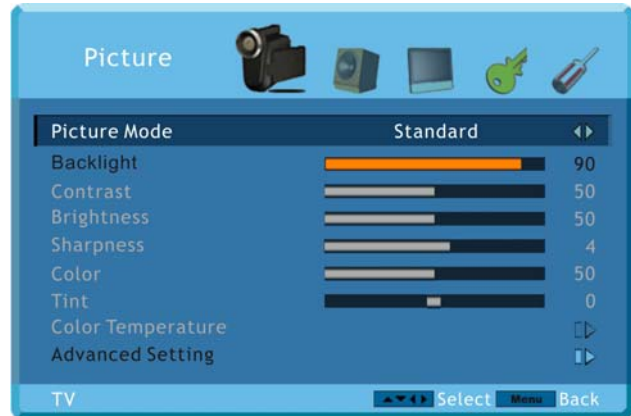 Picture
Picture Mode Standard
Backlight 90
Contrast 50
Brightness 50
Sharpness 4
Color 50
Tint 0
Color Temperature
Advanced Setting
TV Select Menu Back